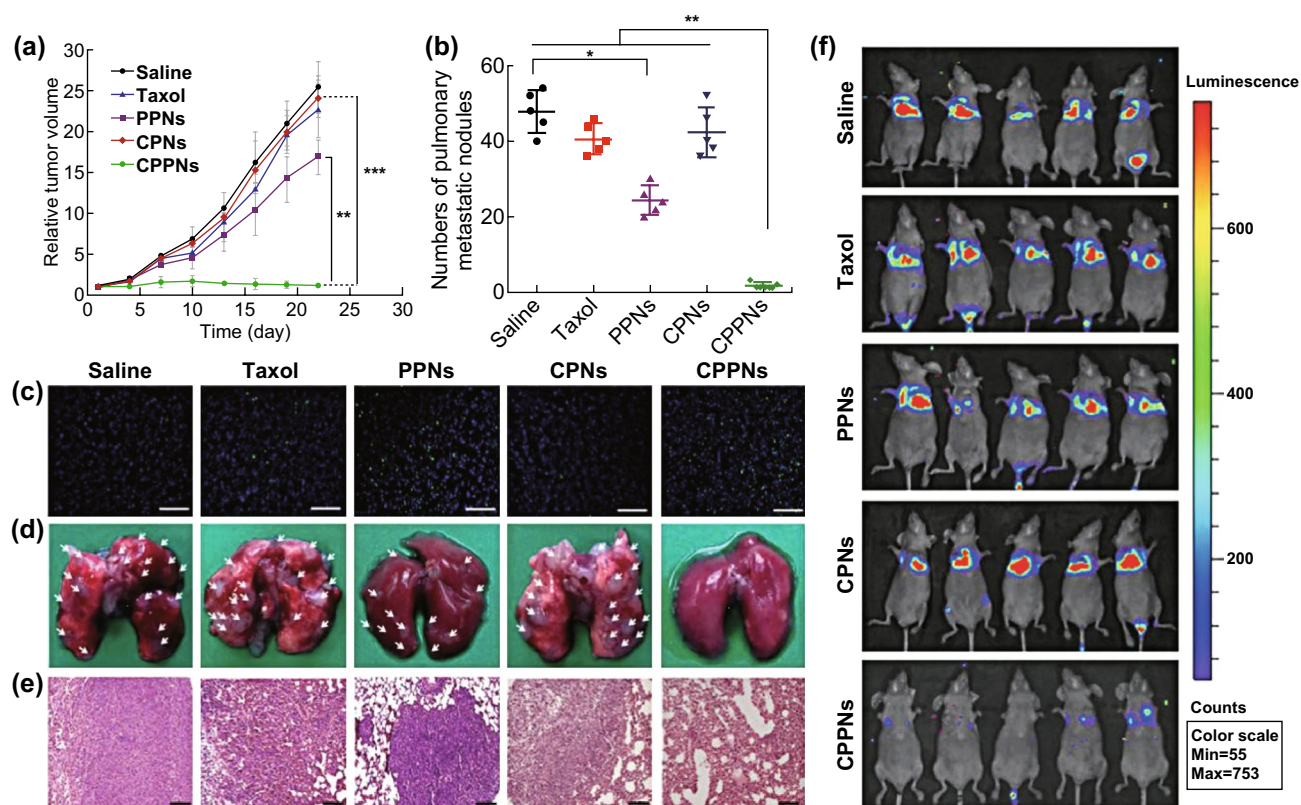 (a)
30
25
20
15
10
5
0
0 5 10 15 20 25 30
Relative tumor volume
Time (day)
Saline
Taxol
PPNs
CPNs
CPPNs
***
**
(b)
**
*
60
40
20
0
Numbers of pulmonary
metastatic nodules
Saline
Taxol
PPNs
CPNs
CPPNs
Saline Taxol PPNs CPNs CPPNs
(c)
(d)
(e)
(f)
Saline
Taxol
PPNs
CPNs
CPPNs
Luminescence
600
400
200
Counts
Color scale
Min=55
Max=753